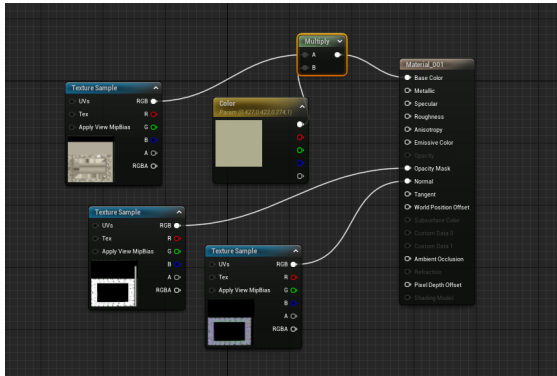 Multiply
A
B
Material_001
Base Color
Metallic
Specular
Roughness
Anisotropy
Emissive Color
Opacity
Opacity Mask
Normal
Tangent
World Position Offset
Subsurface Color
Custom Data 0
Custom Data 1
Ambient Occlusion
Refraction
Pixel Depth Offset
Shading Model
Texture Sample
UVs RGB
Tex R
Apply View MipBias G
B
A
RGBA
Color
Param (0.422,0.422,0.274,1)
Texture Sample
UVs RGB
Tex R
Apply View MipBias G
B
A
RGBA
Texture Sample
UVs RGB
Tex R
Apply View MipBias G
B
A
RGBA